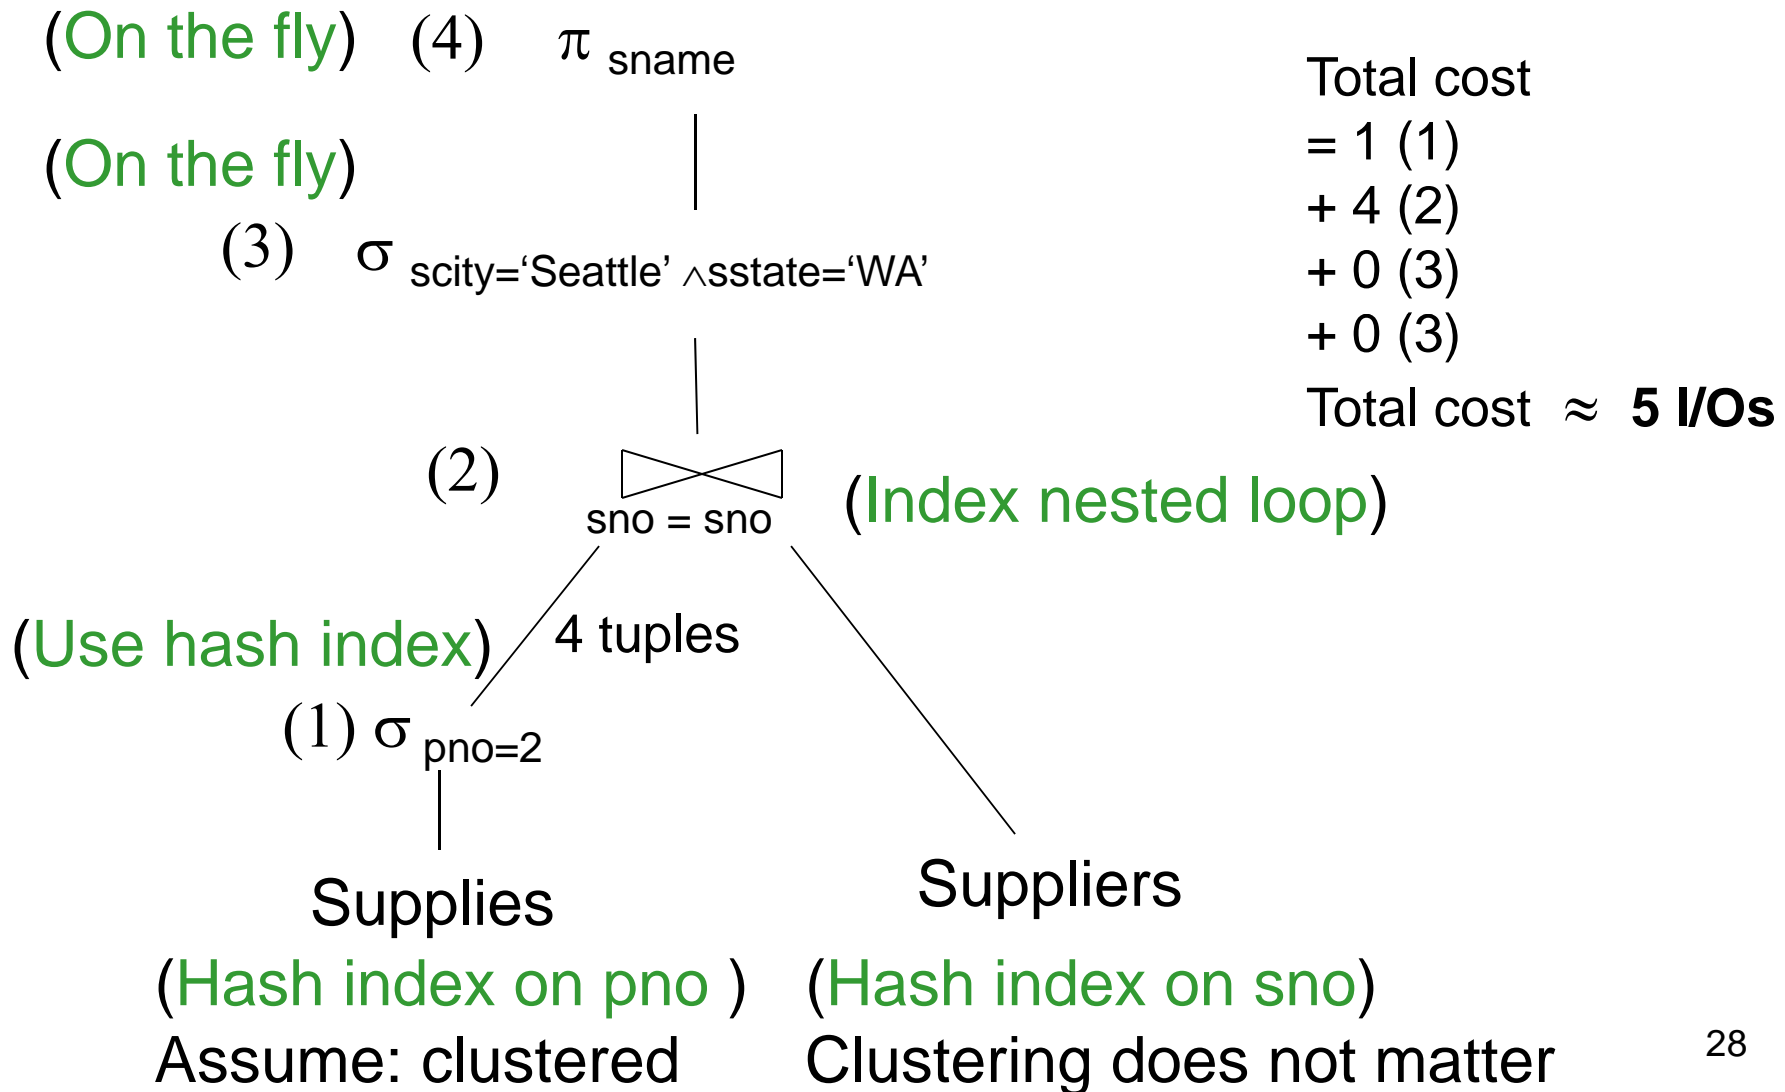 (On the fly) (4) π sname
(On the fly)
(3) σ scity=‘Seattle’ ∧sstate=‘WA’
Total cost
= 1 (1)
+ 4 (2)
+ 0 (3)
+ 0 (3)
Total cost ≈ 5 I/Os
(2)
sno = sno
(Index nested loop)
(Use hash index)
4 tuples
(1) σ pno=2
Supplies
Suppliers
(Hash index on pno )
(Hash index on sno)
Assume: clustered
Clustering does not matter
28